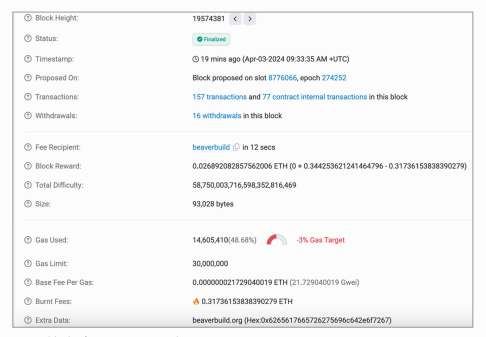 Block Height: 19574381
Status: Finalized
Timestamp: 19 mins ago (Apr-03-2024 09:33:35 AM +UTC)
Proposed On: Block proposed on slot 8776066, epoch 274252
Transactions: 157 transactions and 77 contract internal transactions in this block
Withdrawals: 16 withdrawals in this block
Fee Recipient: beaverbuild in 12 secs
Block Reward: 0.026892082857562006 ETH (0 + 0.344253621241464796 - 0.31736153838390279)
Total Difficulty: 58,750,003,716,598,352,816,469
Size: 93,028 bytes
Gas Used: 14,605,410(48.68%) -3% Gas Target
Gas Limit: 30,000,000
Base Fee Per Gas: 0.000000021729040019 ETH (21.729040019 Gwei)
Burnt Fees: 0.31736153838390279 ETH
Extra Data: beaverbuild.org (Hex:0x6265617665726275696c642e6f7267)